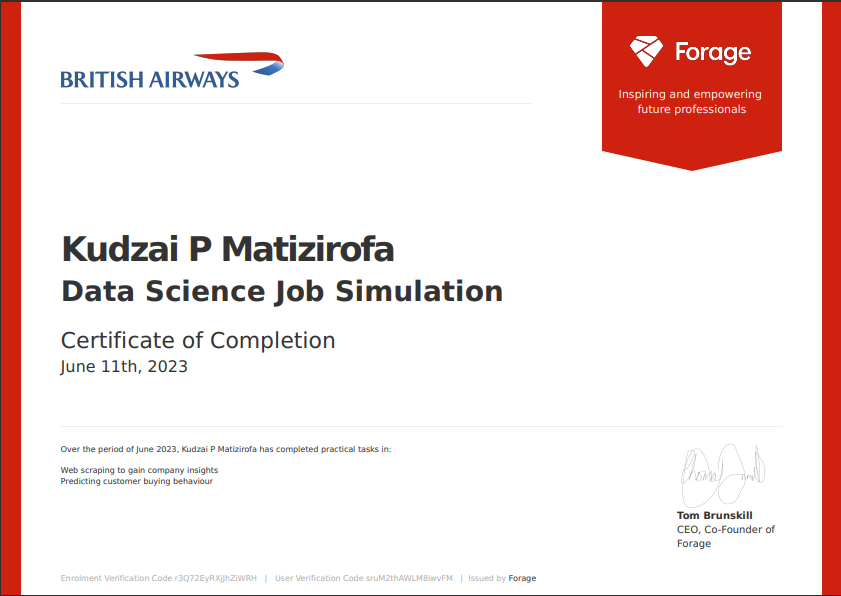 BRITISH AIRWAYS
Forage
Inspiring and empowering
future professionals
Kudzai P Matizirofa
Data Science Job Simulation
Certificate of Completion
June 11th, 2023
Over the period of June 2023, Kudzai P Matizirofa has completed practical tasks in:
Web scraping to gain company insights
Predicting customer buying behaviour
Tom Brunskill
CEO, Co-Founder of
Forage
Enrolment Verification Code r3Q72EyRXjJhZiWRH | User Verification Code sruM2thAWLM8iwvFM | Issued by Forage